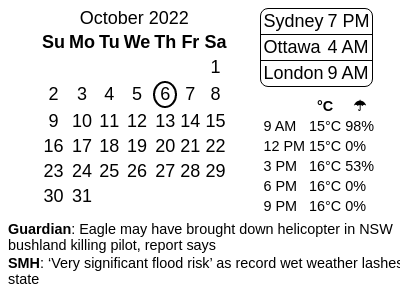 October 2022
Su Mo Tu We Th Fr Sa
1
2 3 4 5 6 7 8
9 10 11 12 13 14 15
16 17 18 19 20 21 22
23 24 25 26 27 28 29
30 31
Sydney 7 PM
Ottawa 4 AM
London 9 AM
°C ☂
9 AM 15°C 98%
12 PM 15°C 0%
3 PM 16°C 53%
6 PM 16°C 0%
9 PM 16°C 0%
Guardian: Eagle may have brought down helicopter in NSW
bushland killing pilot, report says
SMH: ‘Very significant flood risk’ as record wet weather lashes
state